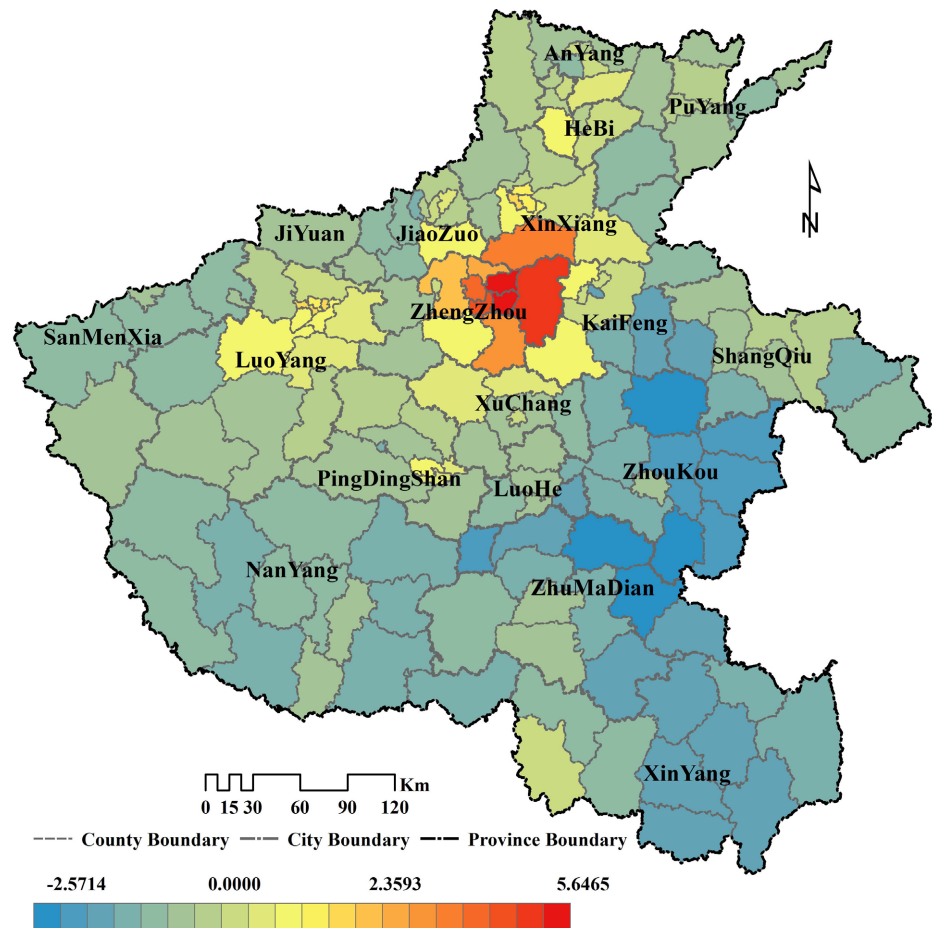 AnYang
PuYang
HeBi
N
XinXiang
JiYuan
JiaoZuo
ZhengZhou
KaiFeng
SanMenXia
LuoYang
ShangQiu
XuChang
PingDingShan
LuoHe
ZhouKou
NanYang
ZhuMaDian
XinYang
Km
0 15 30 60 90 120
County Boundary City Boundary Province Boundary
-2.5714 0.0000 2.3593 5.6465